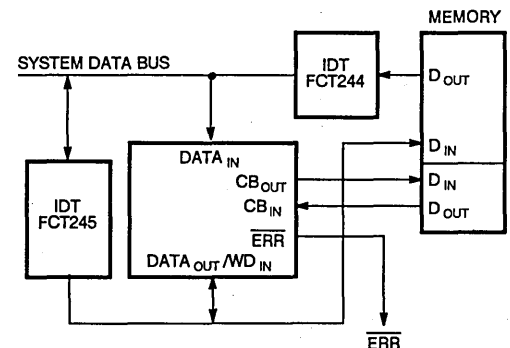 MEMORY
SYSTEM DATA BUS
IDT
FCT244
D OUT
DATA IN
D IN
CB OUT
D IN
CB IN
D OUT
IDT
FCT245
ERR
DATA OUT /WD IN
ERR